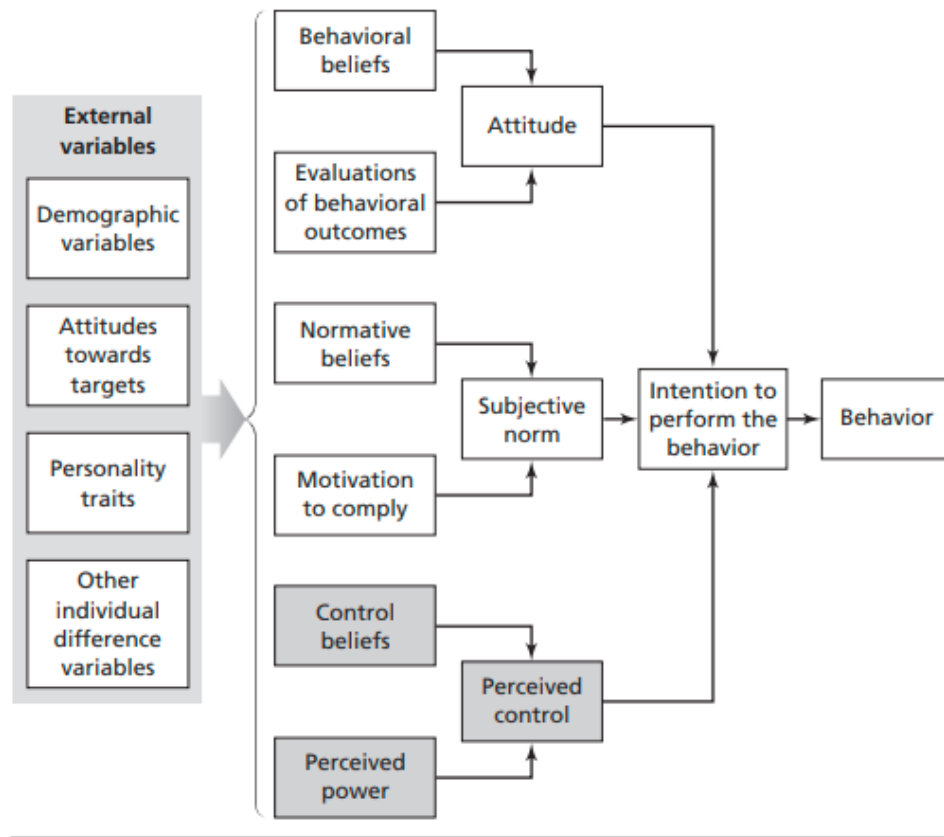 External
variables
Demographic
variables
Attitudes
towards
targets
Personality
traits
Other
individual
difference
variables
Behavioral
beliefs
Evaluations
of behavioral
outcomes
Attitude
Normative
beliefs
Motivation
to comply
Subjective
norm
Control
beliefs
Perceived
power
Perceived
control
Intention to
perform the
behavior
Behavior